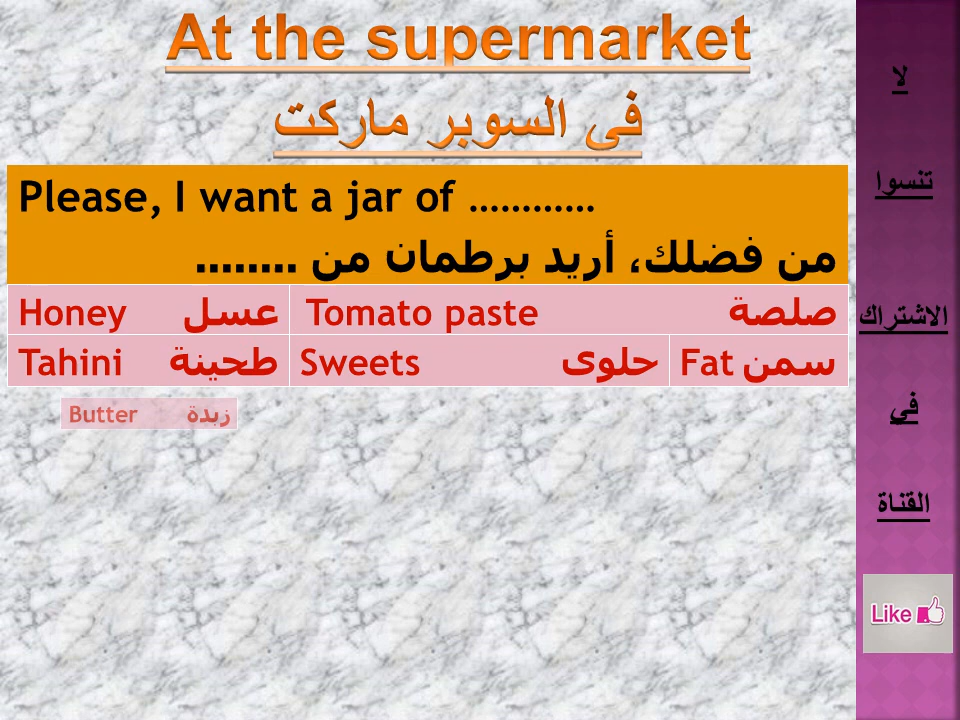 At the supermarket
فى السوبر ماركت
Please, I want a jar of …………
من فضلك، أريد برطمان من ........
Honey عسل Tomato paste صلصة
Tahini طحينة Sweets حلوى Fat سمن
Butter زبدة
لا
تنسوا
الاشتراك
في
القناة
Like